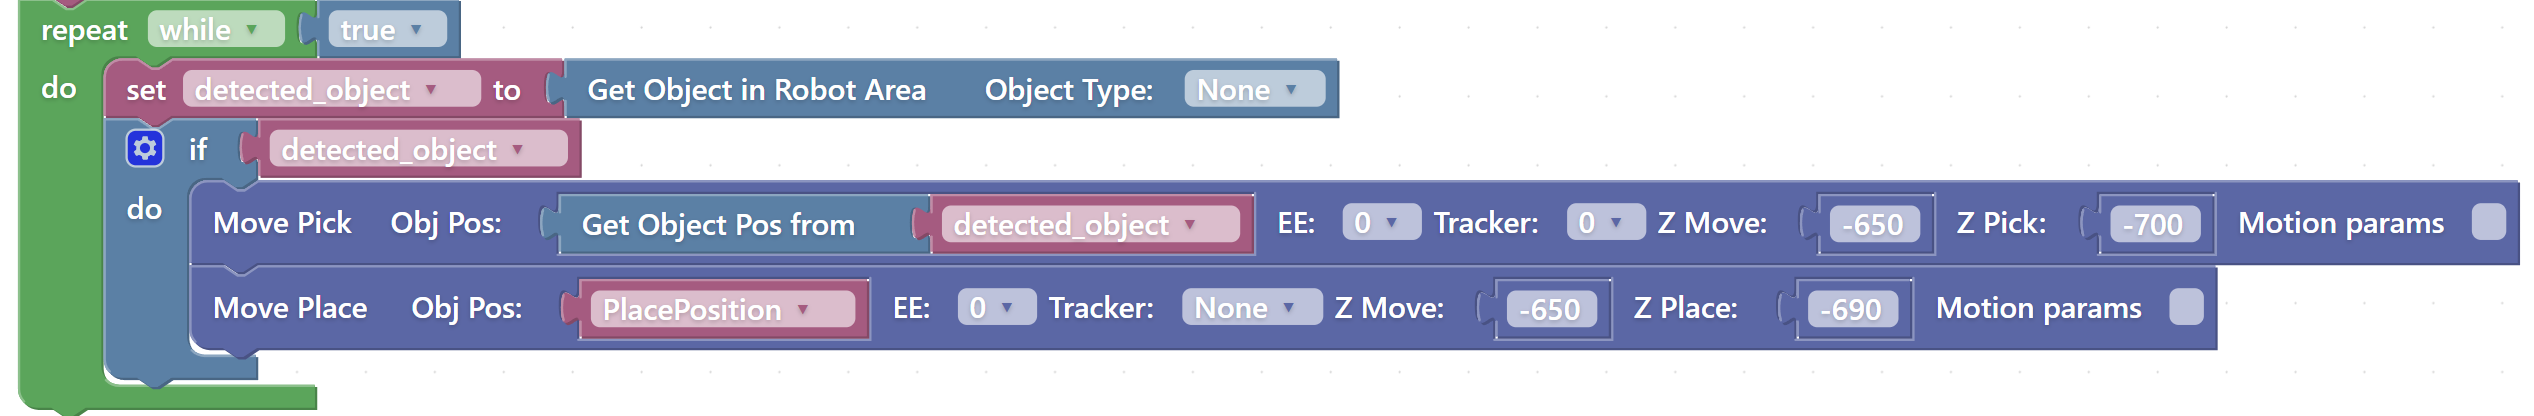 repeat while true
do set detected_object to Get Object in Robot Area Object Type: None
if detected_object
do Move Pick Obj Pos: Get Object Pos from detected_object EE: 0 Tracker: 0 Z Move: -650 Z Pick: -700 Motion params
Move Place Obj Pos: PlacePosition EE: 0 Tracker: None Z Move: -650 Z Place: -690 Motion params